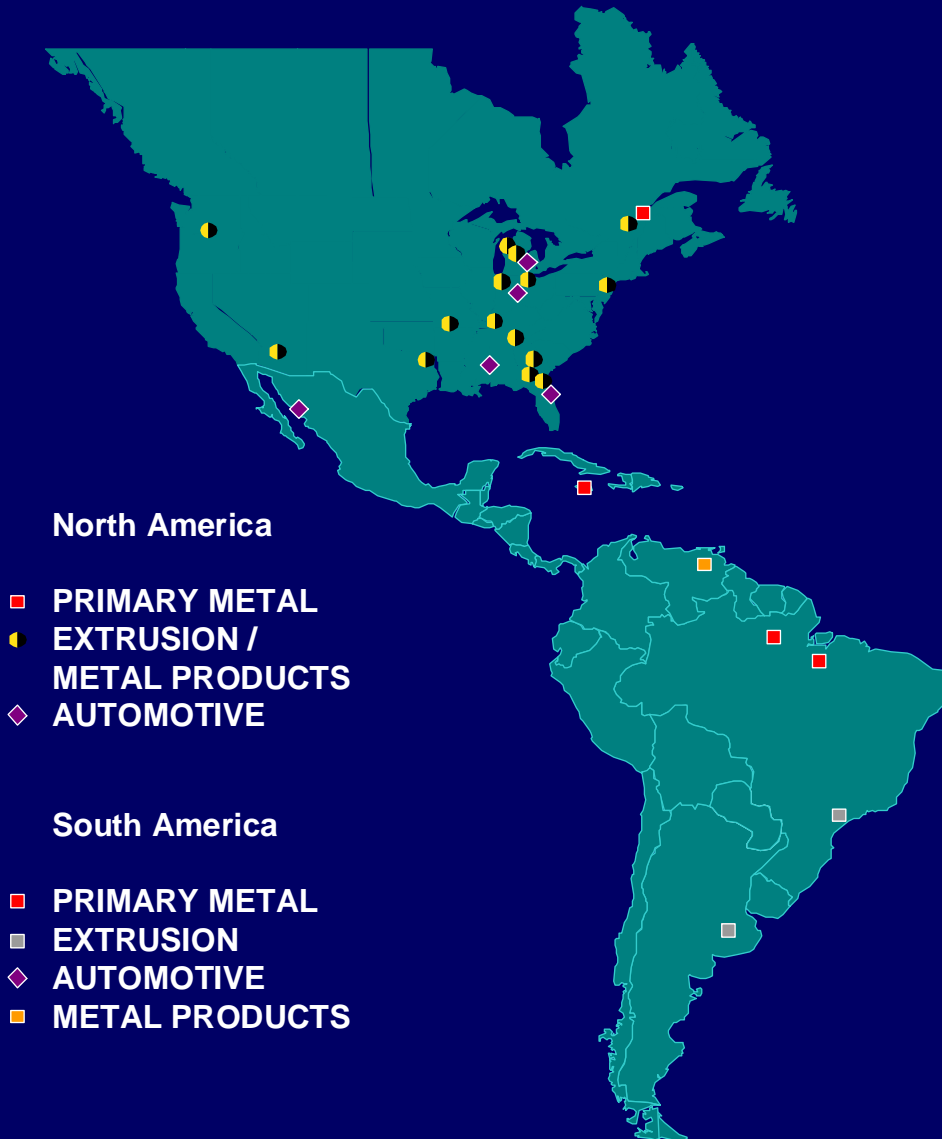 North America
PRIMARY METAL
EXTRUSION /
METAL PRODUCTS
AUTOMOTIVE
South America
PRIMARY METAL
EXTRUSION
AUTOMOTIVE
METAL PRODUCTS